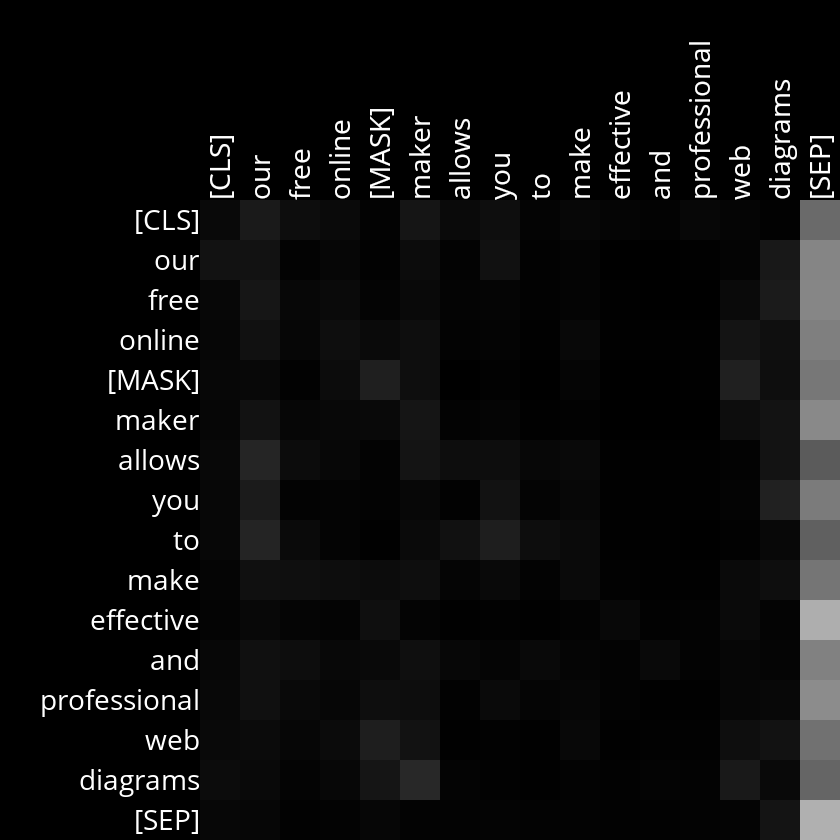 [CLS] our free online [MASK] maker allows you to make effective and professional web diagrams [SEP]
[CLS]
our
free
online
[MASK]
maker
allows
you
to
make
effective
and
professional
web
diagrams
[SEP]